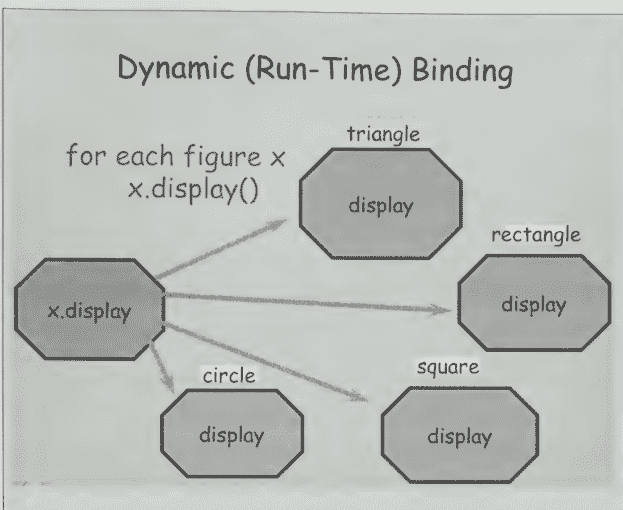 Dynamic (Run-Time) Binding
for each figure x
x.display()
triangle
display
rectangle
display
x.display
circle
display
square
display